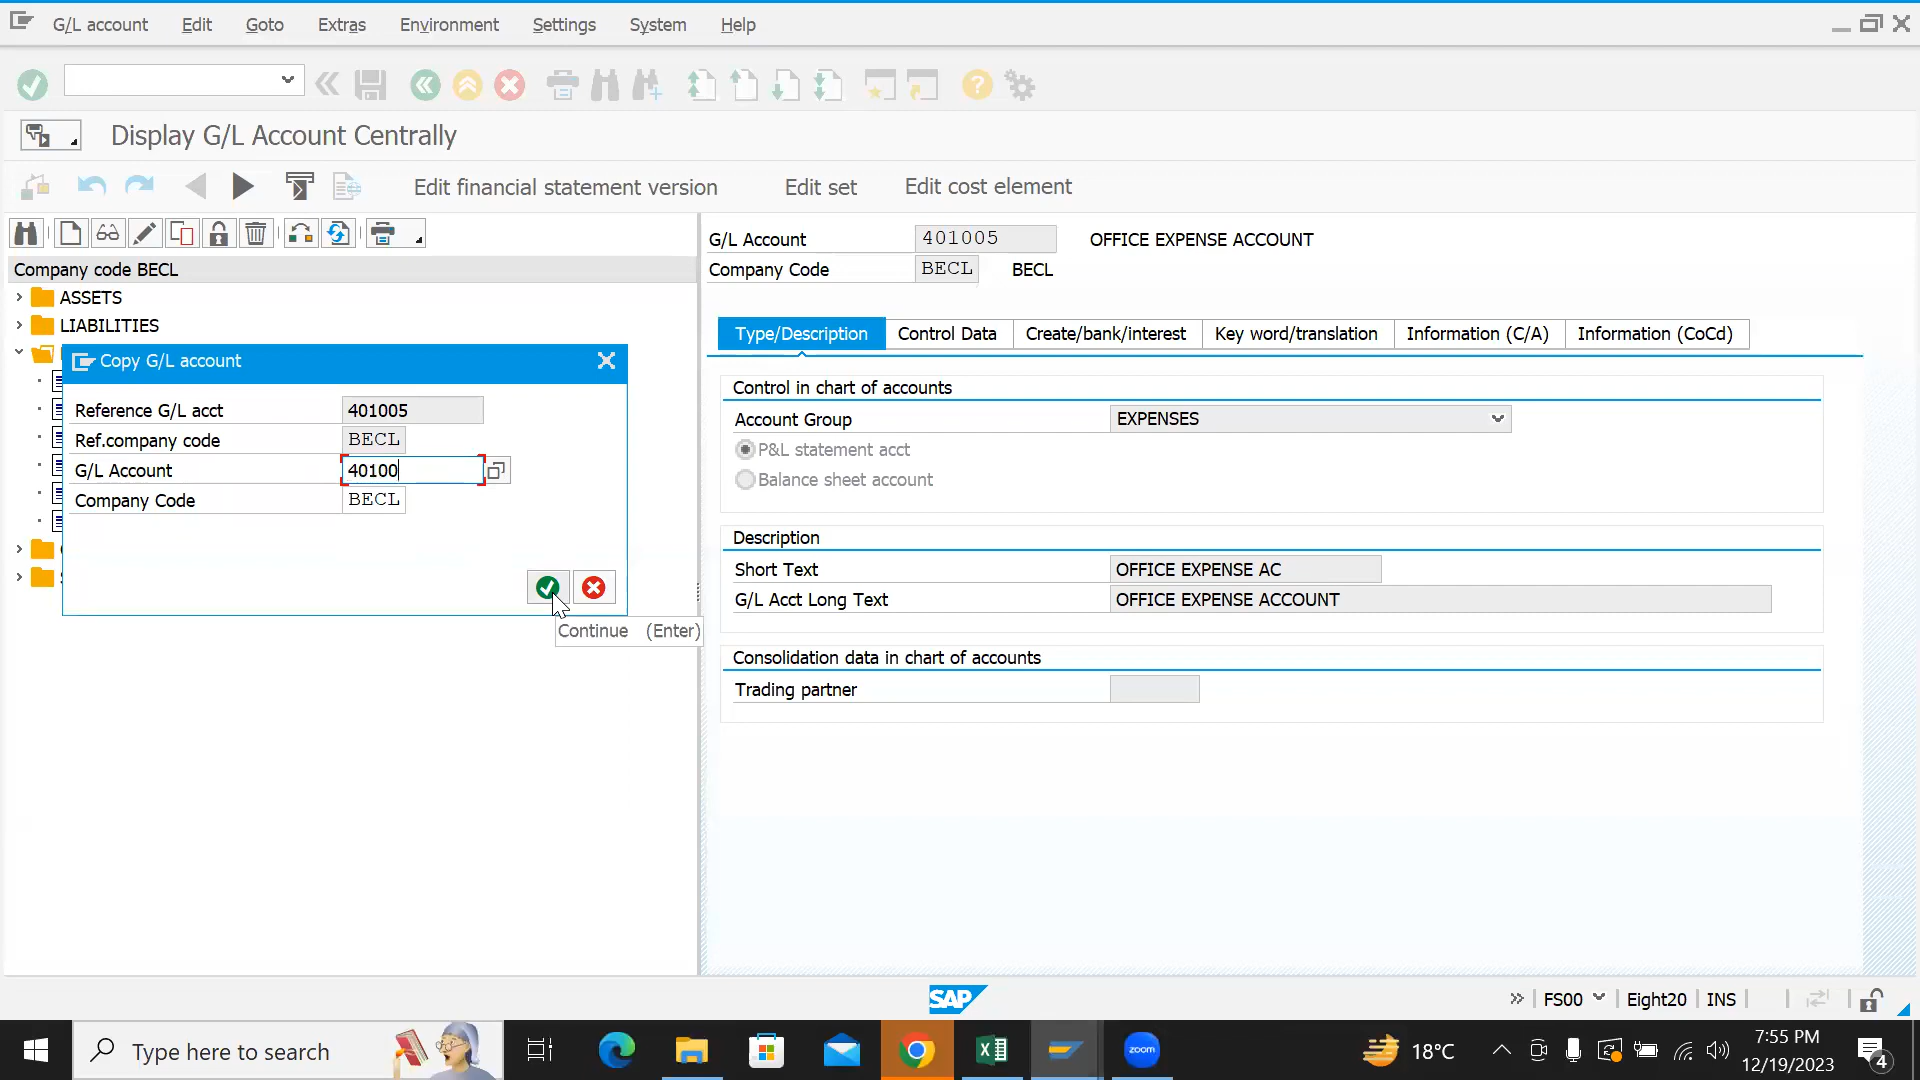 G/L account Edit Goto Extras Environment Settings System Help
Display G/L Account Centrally
Edit financial statement version Edit set Edit cost element
Company code BECL
ASSETS
LIABILITIES
Copy G/L account
Reference G/L acct 401005
Ref.company code BECL
G/L Account 40100
Company Code BECL
Continue (Enter)
G/L Account 401005 OFFICE EXPENSE ACCOUNT
Company Code BECL BECL
Type/Description Control Data Create/bank/interest Key word/translation Information (C/A) Information (CoCd)
Control in chart of accounts
Account Group EXPENSES
P&L statement acct
Balance sheet account
Description
Short Text OFFICE EXPENSE AC
G/L Acct Long Text OFFICE EXPENSE ACCOUNT
Consolidation data in chart of accounts
Trading partner
SAP FS00 Eight20 INS
Type here to search zoom 18°C 7:55 PM
12/19/2023 4